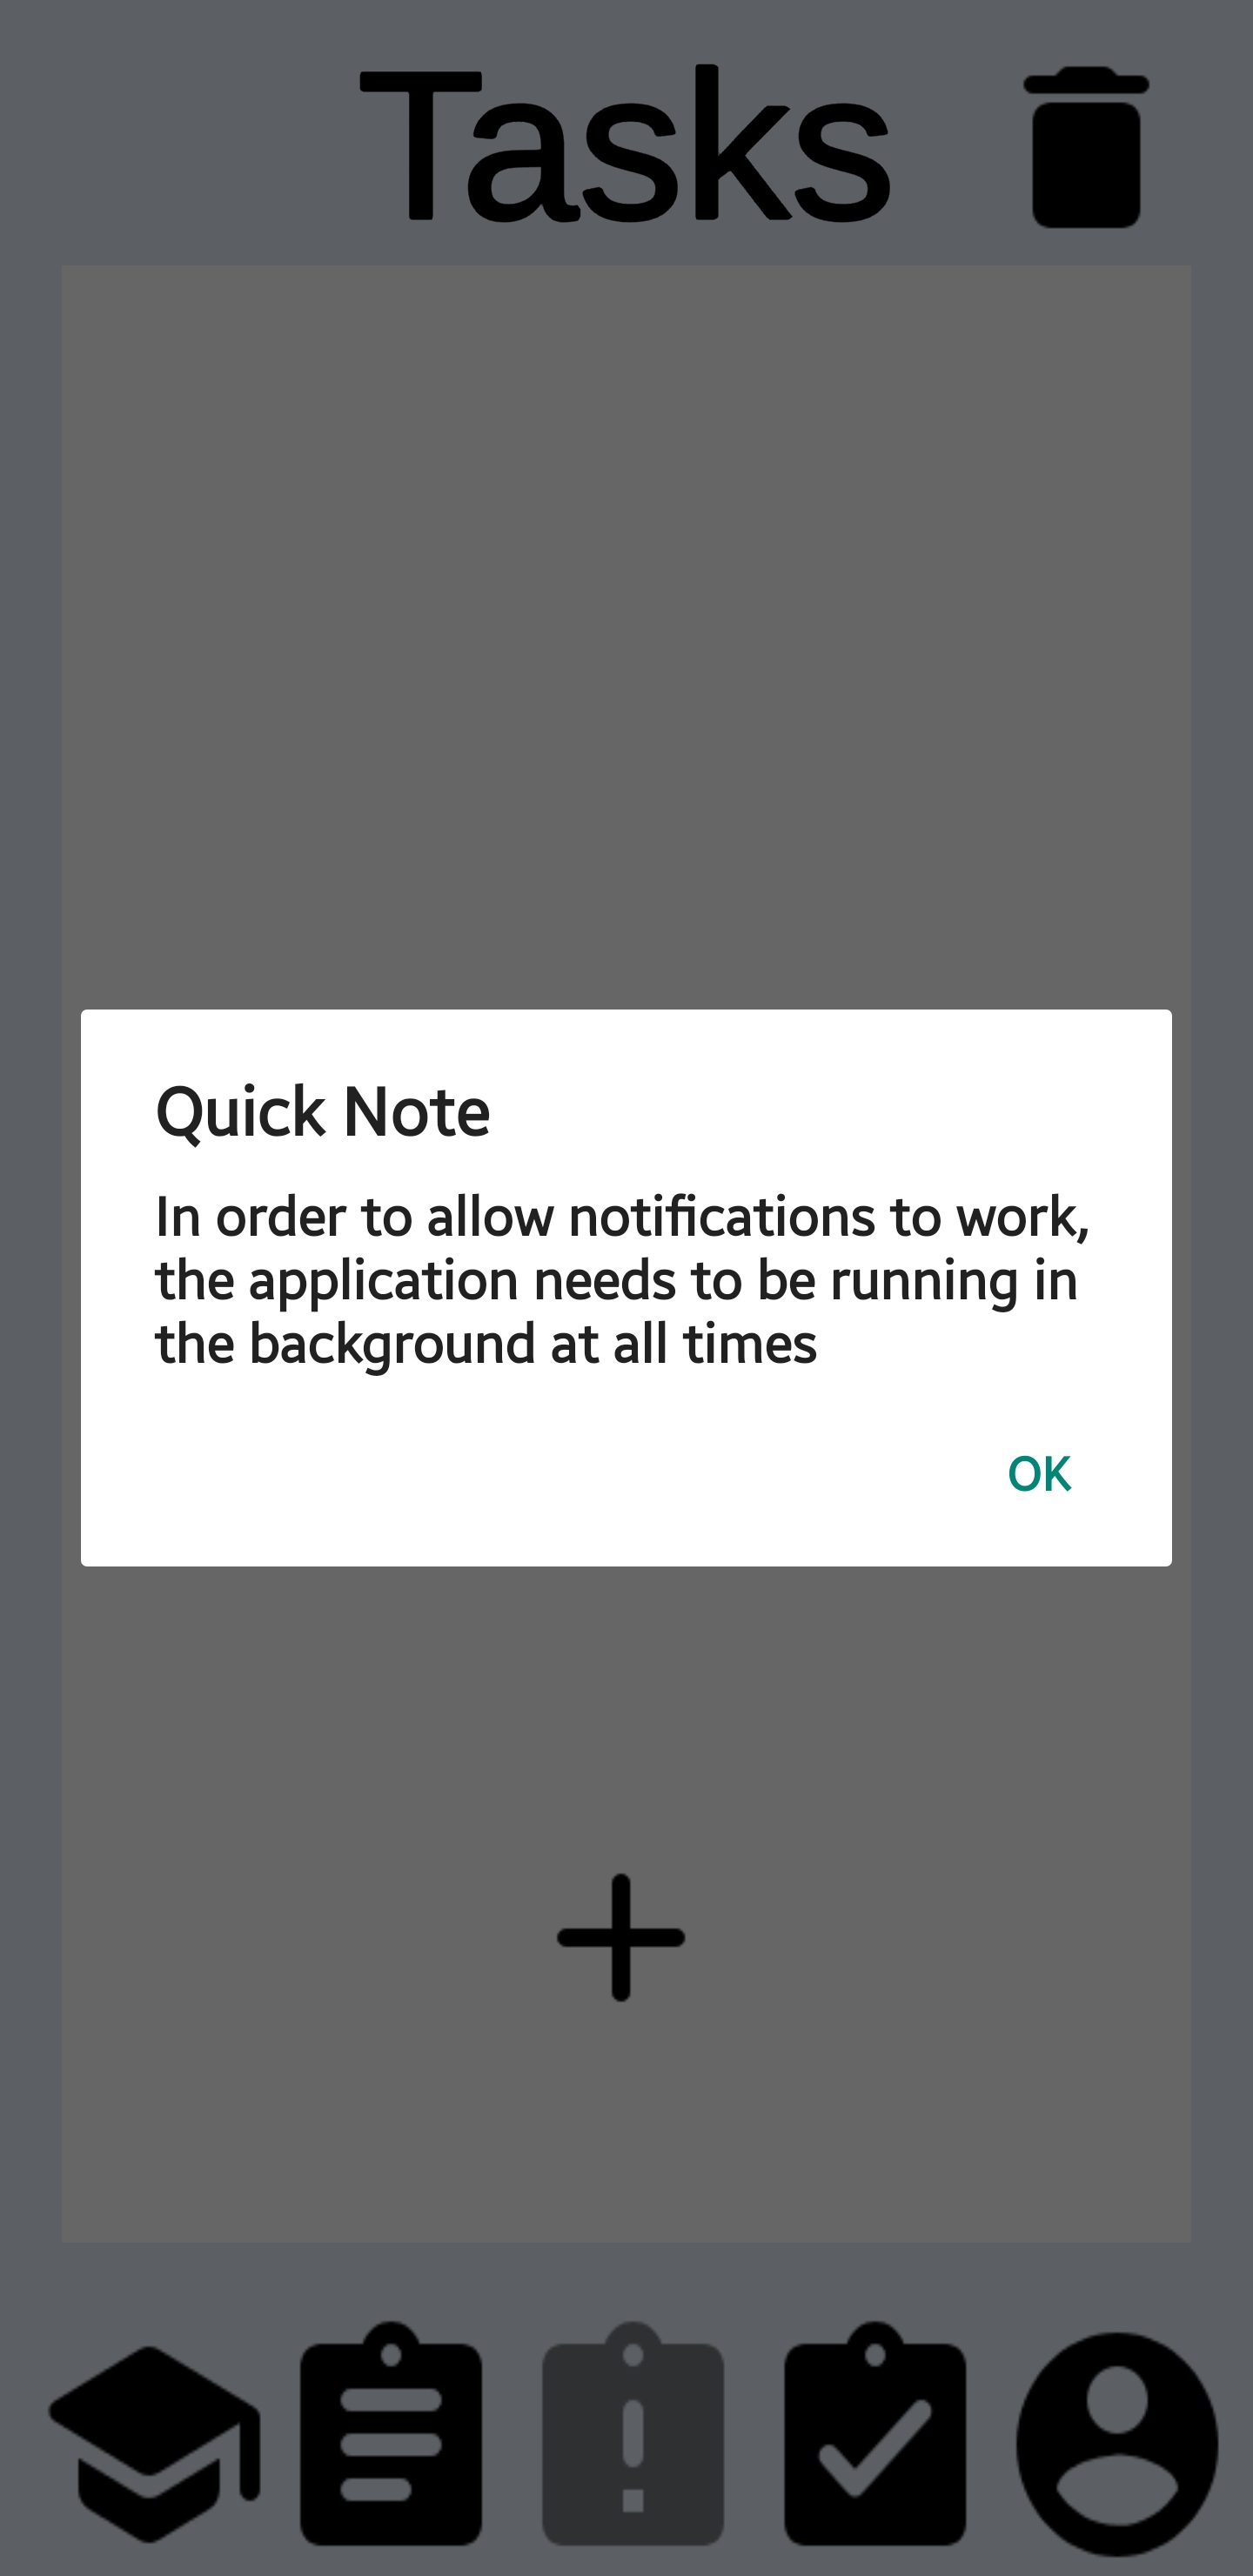 Tasks
Quick Note
In order to allow notifications to work,
the application needs to be running in
the background at all times
OK